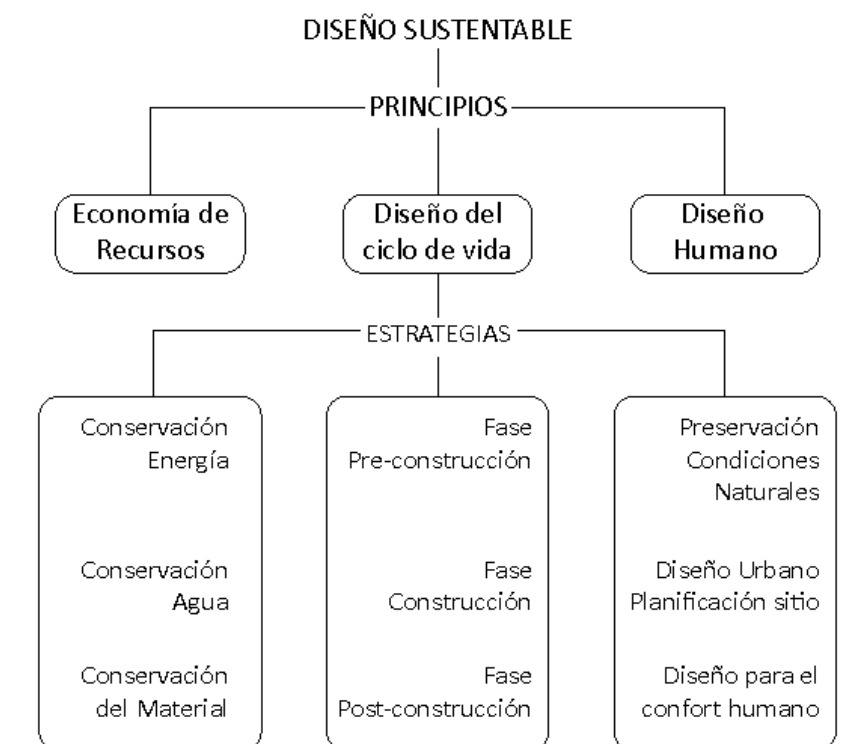 DISEÑO SUSTENTABLE
PRINCIPIOS
Economía de
Recursos
Diseño del
ciclo de vida
Diseño
Humano
ESTRATEGIAS
Conservación
Energía
Conservación
Agua
Conservación
del Material
Fase
Pre-construcción
Fase
Construcción
Fase
Post-construcción
Preservación
Condiciones
Naturales
Diseño Urbano
Planificación sitio
Diseño para el
confort humano